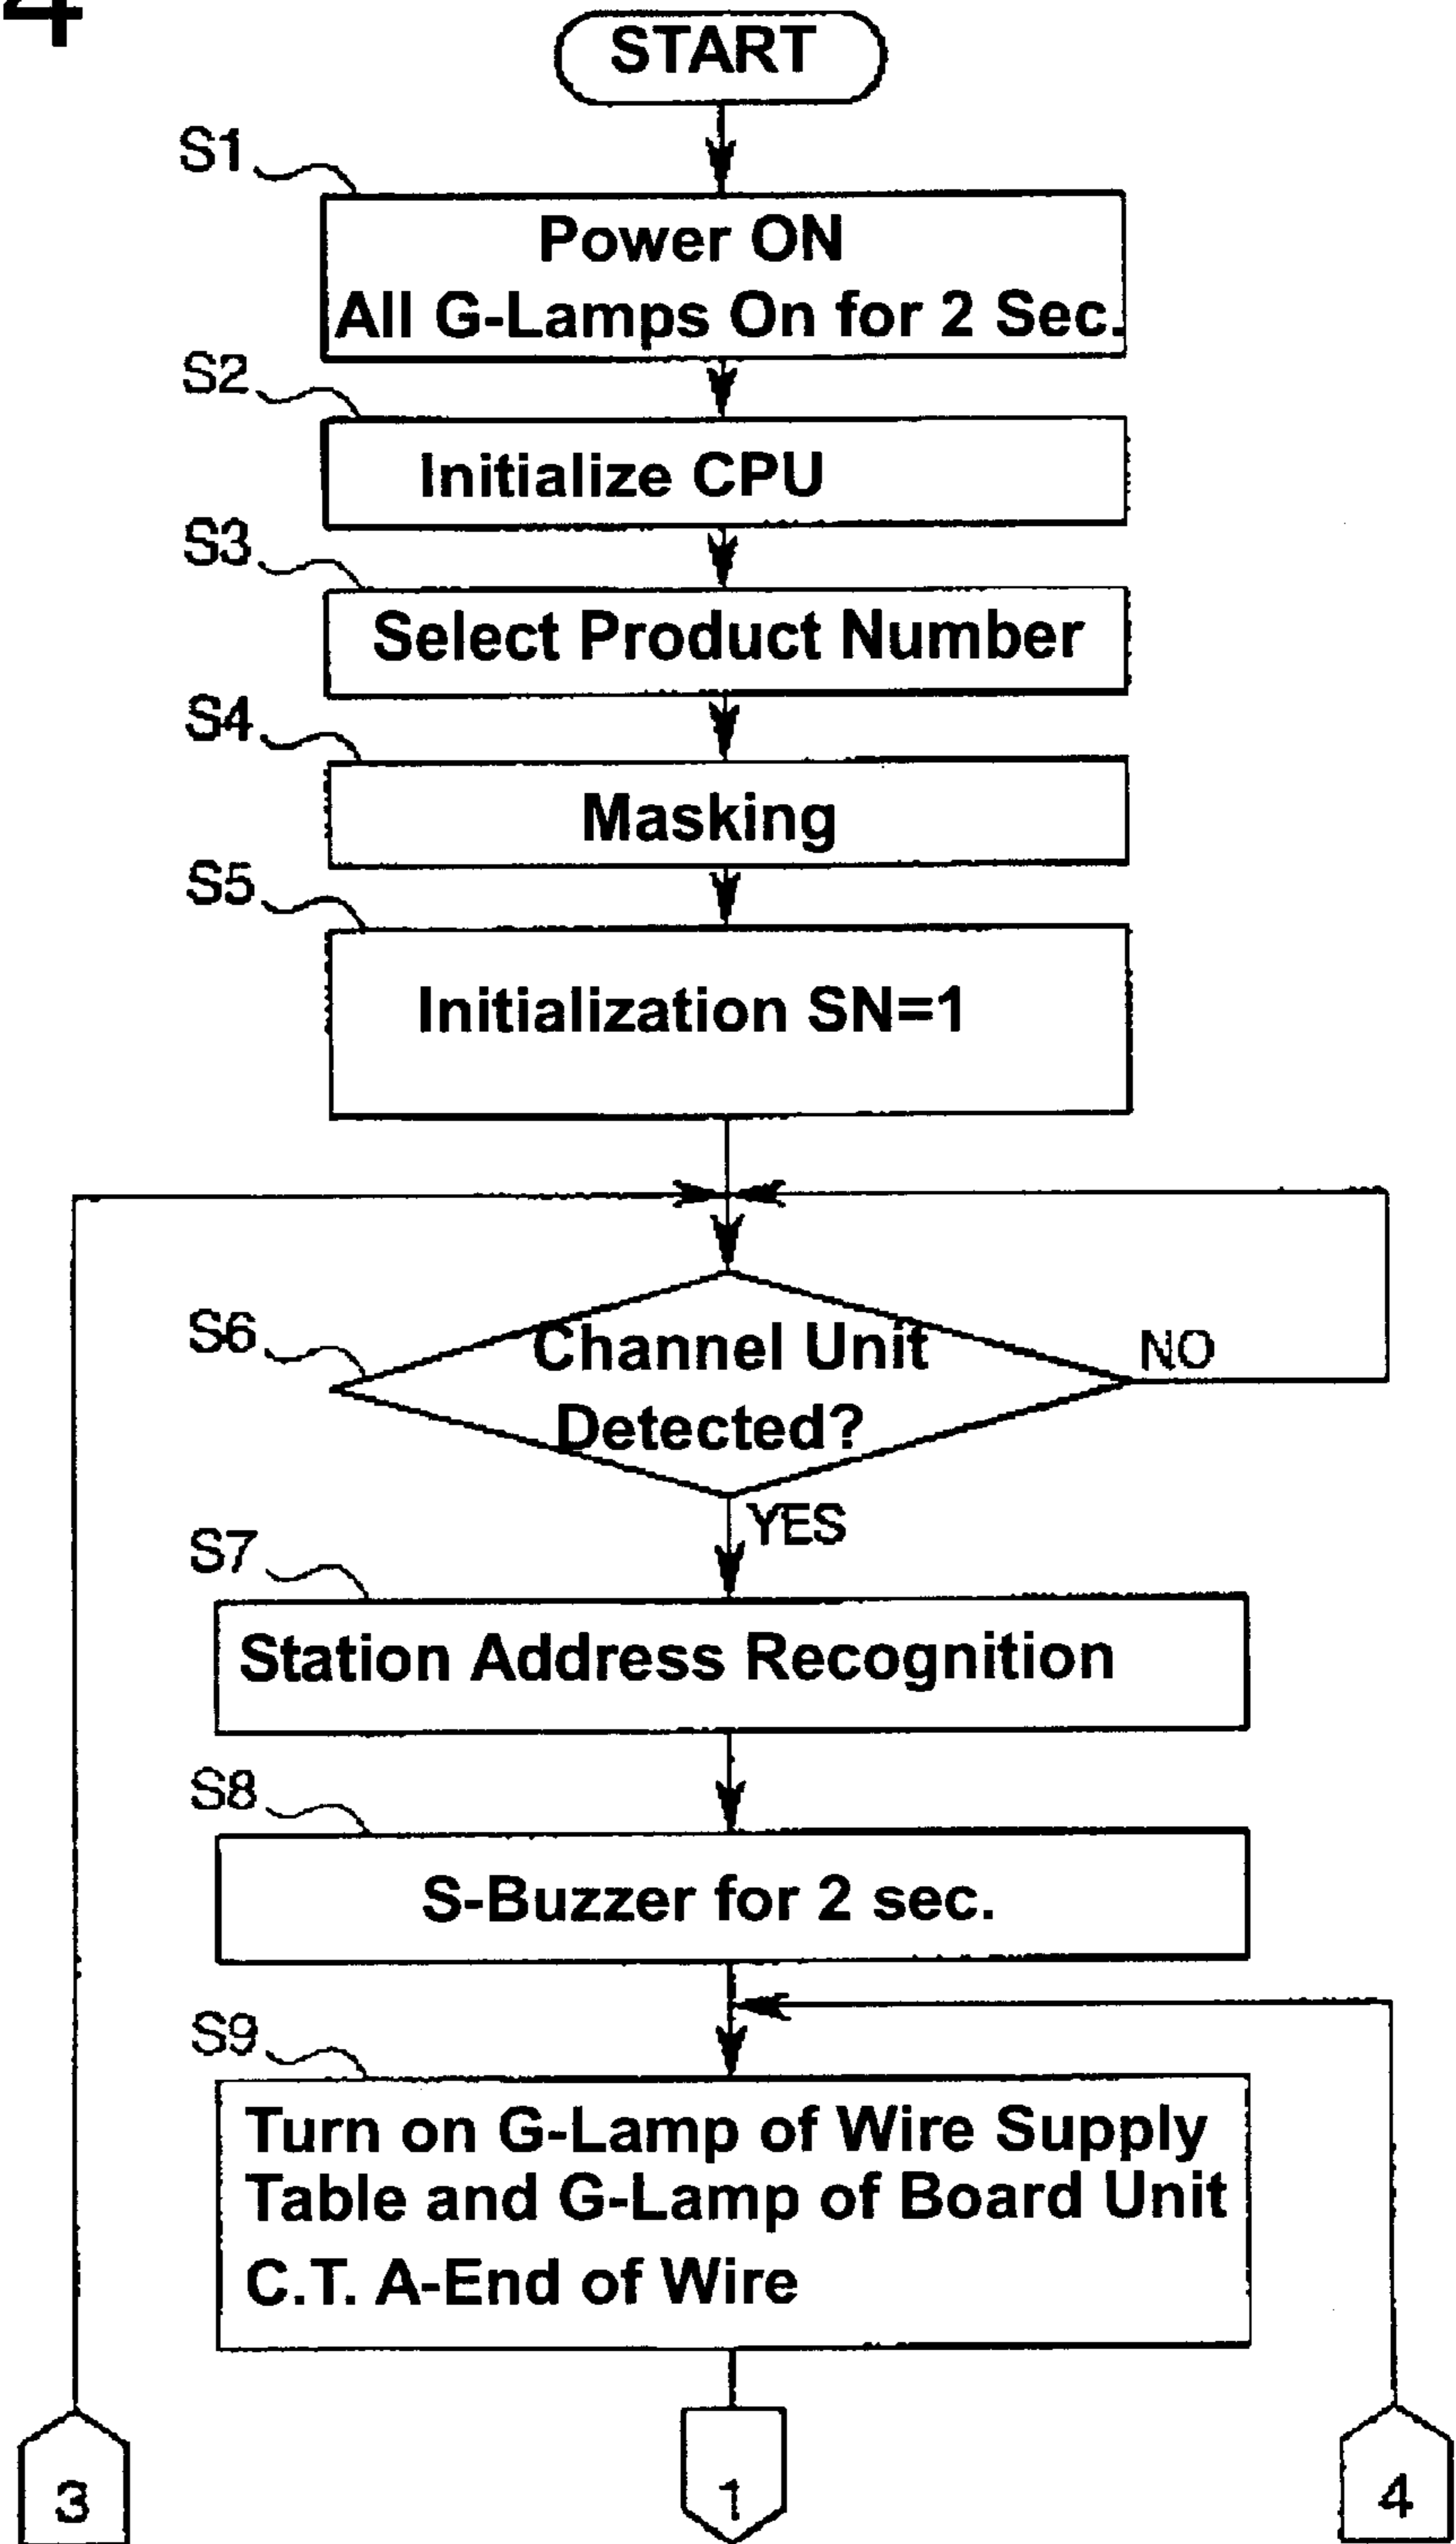 4
START
S1
Power ON
All G-Lamps On for 2 Sec.
S2
Initialize CPU
S3
Select Product Number
S4
Masking
S5
Initialization SN=1
S6
Channel Unit
Detected?
NO
YES
S7
Station Address Recognition
S8
S-Buzzer for 2 sec.
S9
Turn on G-Lamp of Wire Supply
Table and G-Lamp of Board Unit
C.T. A-End of Wire
3
1
4